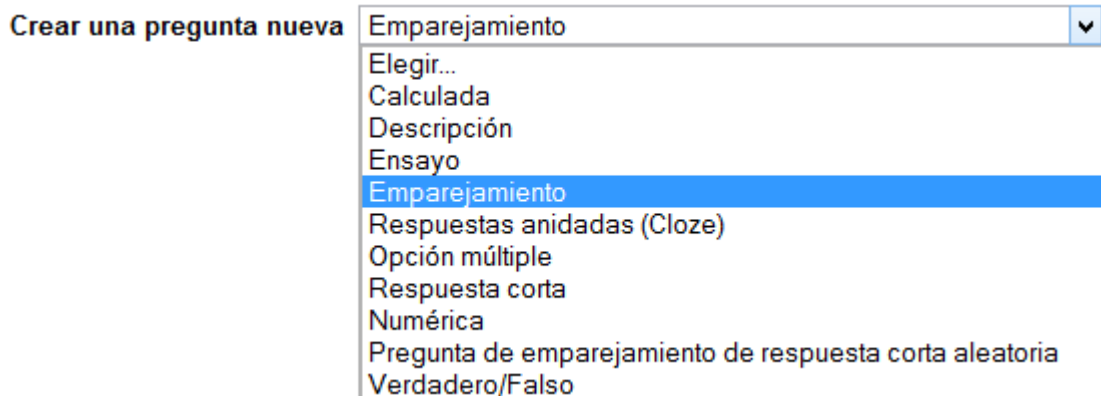 Crear una pregunta nueva Emparejamiento
Elegir...
Calculada
Descripción
Ensayo
Emparejamiento
Respuestas anidadas (Cloze)
Opción múltiple
Respuesta corta
Numérica
Pregunta de emparejamiento de respuesta corta aleatoria
Verdadero/Falso